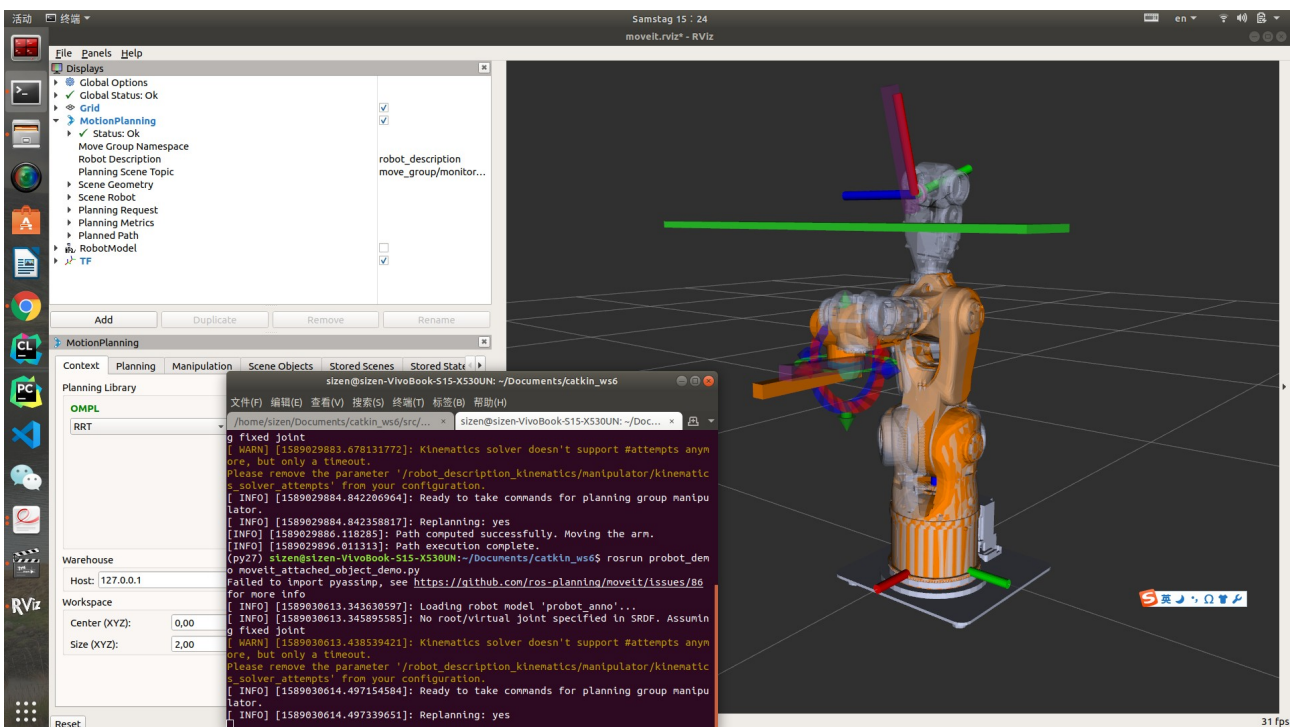 活动 终端 Samstag 15：24 en
moveit.rviz* - RViz
File Panels Help
Displays
Global Options
Global Status: Ok
Grid
MotionPlanning
Status: Ok
Move Group Namespace
Robot Description robot_description
Planning Scene Topic move_group/monitor...
Scene Geometry
Scene Robot
Planning Request
Planning Metrics
Planned Path
RobotModel
TF
Add Duplicate Remove Rename
MotionPlanning
Context Planning Manipulation Scene Objects Stored Scenes Stored State
Planning Library
OMPL
RRT
Warehouse
Host: 127.0.0.1
Workspace
Center (XYZ): 0,00
Size (XYZ): 2,00
Reset
sizen@sizen-VivoBook-S15-X530UN: ~/Documents/catkin_ws6
文件(F) 编辑(E) 查看(V) 搜索(S) 终端(T) 标签(B) 帮助(H)
/home/sizen/Documents/catkin_ws6/src/... × sizen@sizen-VivoBook-S15-X530UN: ~/Doc... ×
g fixed joint
[ WARN] [1589029883.678131772]: Kinematics solver doesn't support #attempts anym
ore, but only a timeout.
Please remove the parameter '/robot_description_kinematics/manipulator/kinematic
s_solver_attempts' from your configuration.
[ INFO] [1589029884.842206964]: Ready to take commands for planning group manipu
lator.
[ INFO] [1589029884.842358817]: Replanning: yes
[INFO] [1589029886.118285]: Path computed successfully. Moving the arm.
[INFO] [1589029896.011313]: Path execution complete.
(py27) sizen@sizen-VivoBook-S15-X530UN:~/Documents/catkin_ws6$ rosrun probot_dem
o moveit_attached_object_demo.py
Failed to import pyassimp, see https://github.com/ros-planning/moveit/issues/86
for more info
[ INFO] [1589030613.343630597]: Loading robot model 'probot_anno'...
[ INFO] [1589030613.345895585]: No root/virtual joint specified in SRDF. Assumin
g fixed joint
[ WARN] [1589030613.438539421]: Kinematics solver doesn't support #attempts anym
ore, but only a timeout.
Please remove the parameter '/robot_description_kinematics/manipulator/kinematic
s_solver_attempts' from your configuration.
[ INFO] [1589030614.497154584]: Ready to take commands for planning group manipu
lator.
[ INFO] [1589030614.497339651]: Replanning: yes
CL
PC
RViz
S 英
31 fps